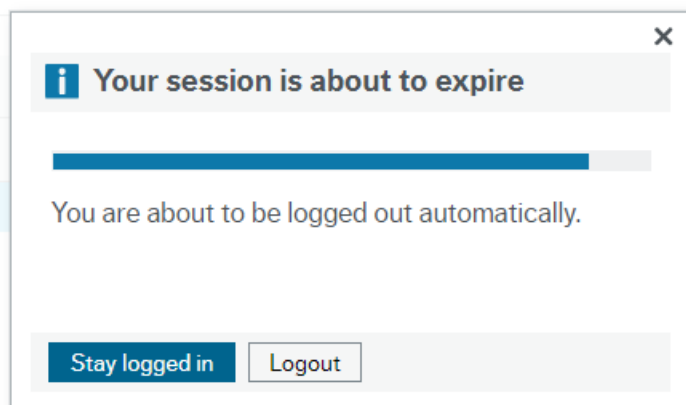 Your session is about to expire
You are about to be logged out automatically.
Stay logged in
Logout